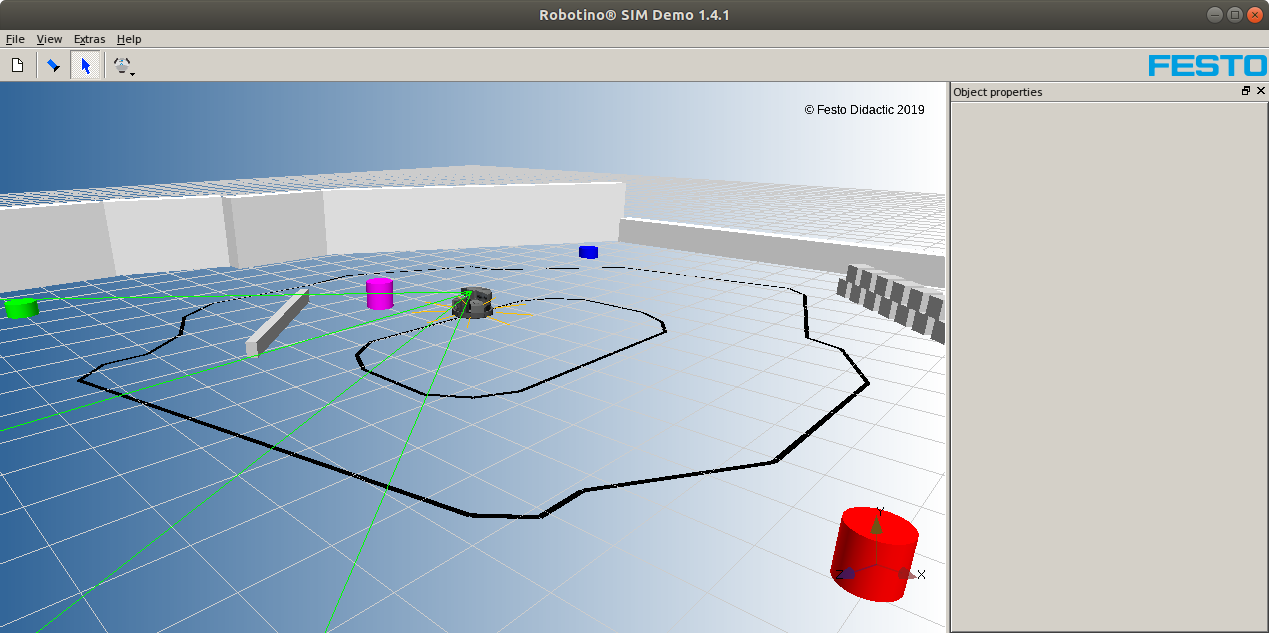 Robotino® SIM Demo 1.4.1
File View Extras Help
FESTO
Object properties
© Festo Didactic 2019
Y
Z
X